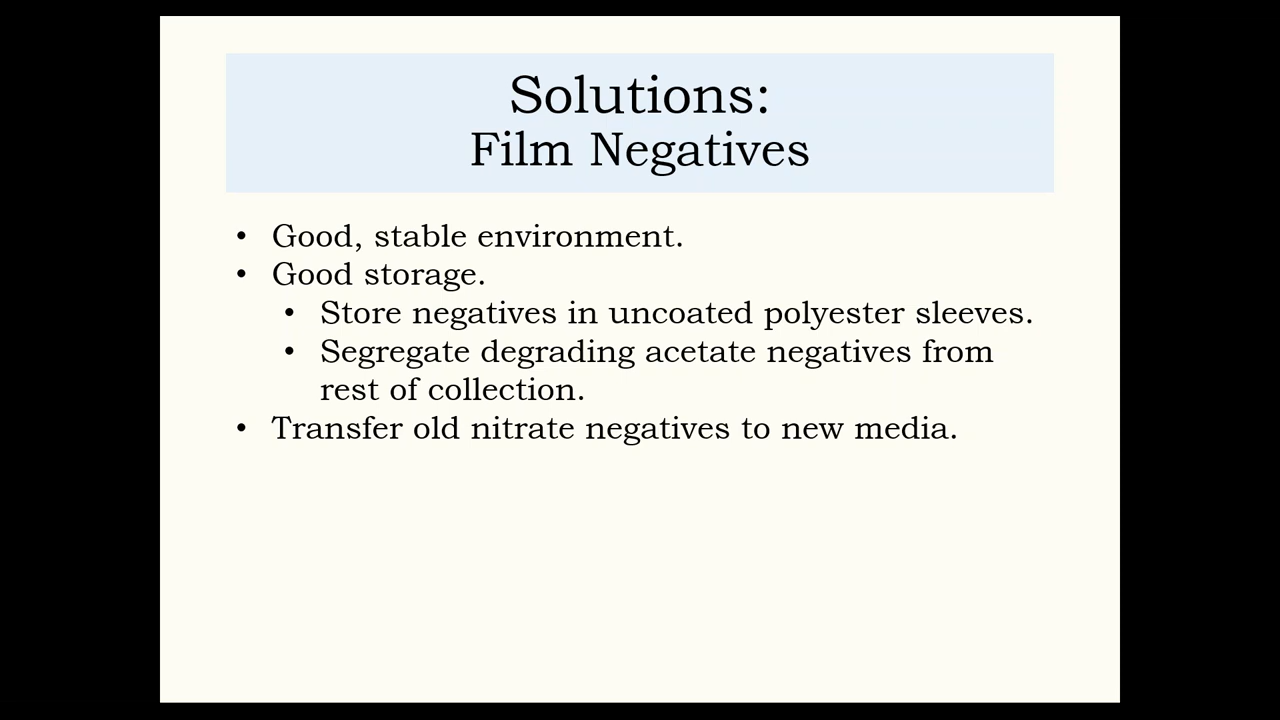 Solutions:
Film Negatives
• Good, stable environment.
• Good storage.
• Store negatives in uncoated polyester sleeves.
• Segregate degrading acetate negatives from
rest of collection.
• Transfer old nitrate negatives to new media.